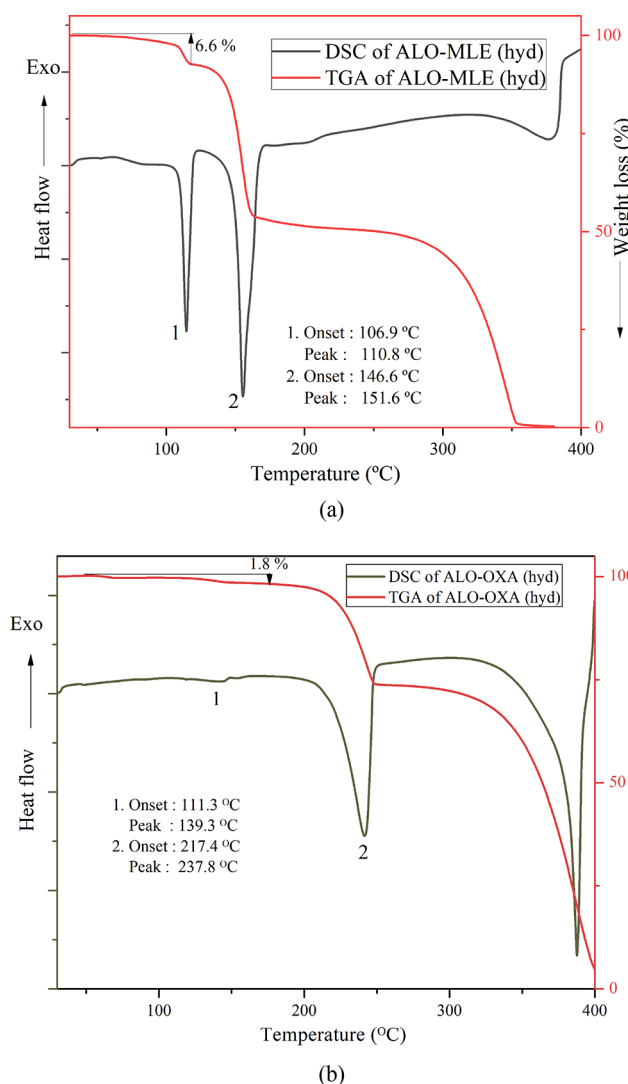 6.6 %
DSC of ALO-MLE (hyd)
TGA of ALO-MLE (hyd)
Exo
Heat flow
Weight loss (%)
100
50
0
1
2
1. Onset : 106.9 ºC
Peak : 110.8 ºC
2. Onset : 146.6 ºC
Peak : 151.6 ºC
100 200 300 400
Temperature (ºC)
(a)
1.8 %
DSC of ALO-OXA (hyd)
TGA of ALO-OXA (hyd)
Exo
Heat flow
100
50
0
1
2
1. Onset : 111.3 ᴼC
Peak : 139.3 ᴼC
2. Onset : 217.4 ᴼC
Peak : 237.8 ᴼC
100 200 300 400
Temperature (ᴼC)
(b)